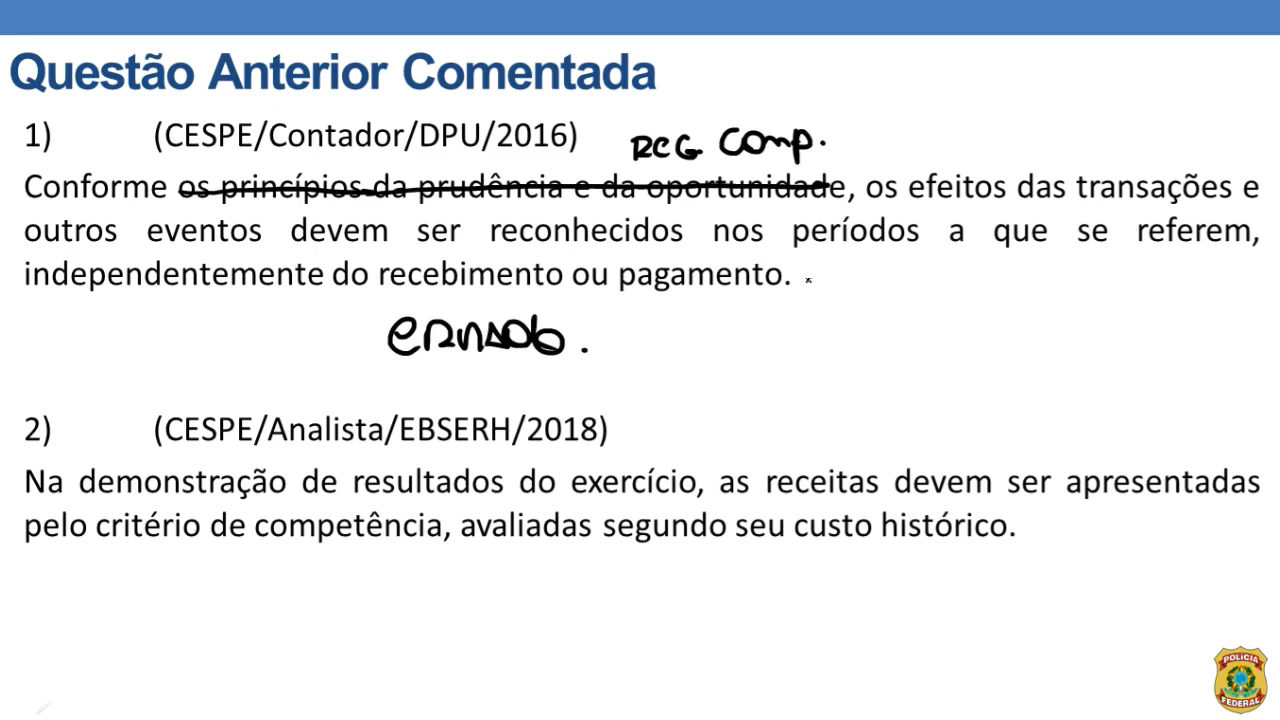 Questão Anterior Comentada
1) (CESPE/Contador/DPU/2016) REG COMP.
Conforme os princípios da prudência e da oportunidade, os efeitos das transações e
outros eventos devem ser reconhecidos nos períodos a que se referem,
independentemente do recebimento ou pagamento.
ERRADO.
2) (CESPE/Analista/EBSERH/2018)
Na demonstração de resultados do exercício, as receitas devem ser apresentadas
pelo critério de competência, avaliadas segundo seu custo histórico.
POLÍCIA
FEDERAL